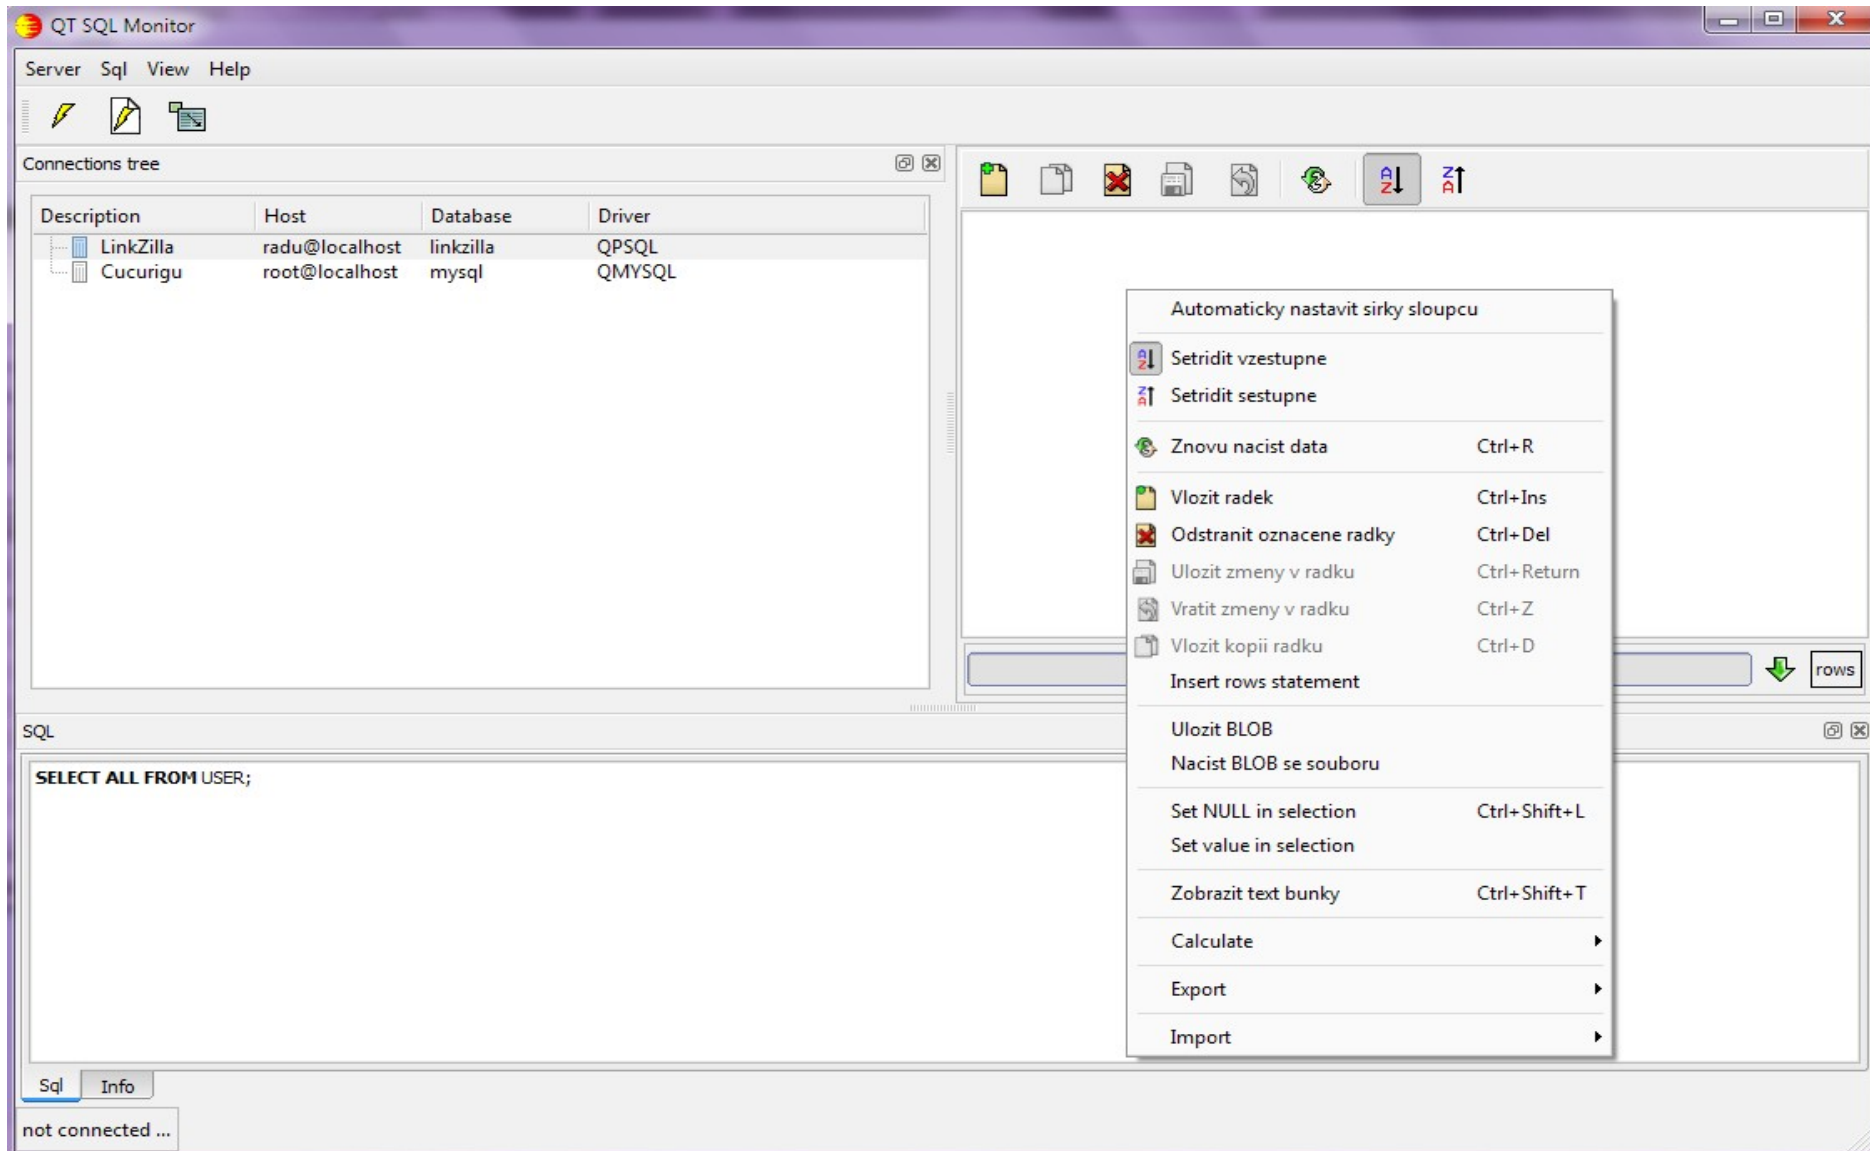 QT SQL Monitor
Server Sql View Help
Connections tree
Description Host Database Driver
LinkZilla radu@localhost linkzilla QPSQL
Cucurigu root@localhost mysql QMYSQL
A Z
Z A
Automaticky nastavit sirky sloupcu
A Z Setridit vzestupne
Z A Setridit sestupne
Znovu nacist data Ctrl+R
Vlozit radek Ctrl+Ins
Odstranit oznacene radky Ctrl+Del
Ulozit zmeny v radku Ctrl+Return
Vratit zmeny v radku Ctrl+Z
Vlozit kopii radku Ctrl+D
Insert rows statement
Ulozit BLOB
Nacist BLOB se souboru
Set NULL in selection Ctrl+Shift+L
Set value in selection
Zobrazit text bunky Ctrl+Shift+T
Calculate
Export
Import
rows
SQL
SELECT ALL FROM USER;
Sql Info
not connected ...